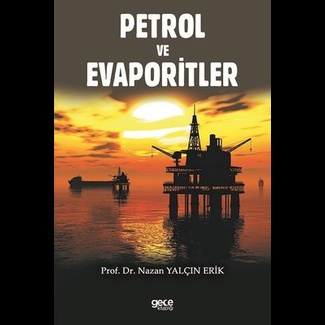 PETROL
VE
EVAPORİTLER
Prof. Dr. Nazan YALÇIN ERİK
gece
kitaplığı